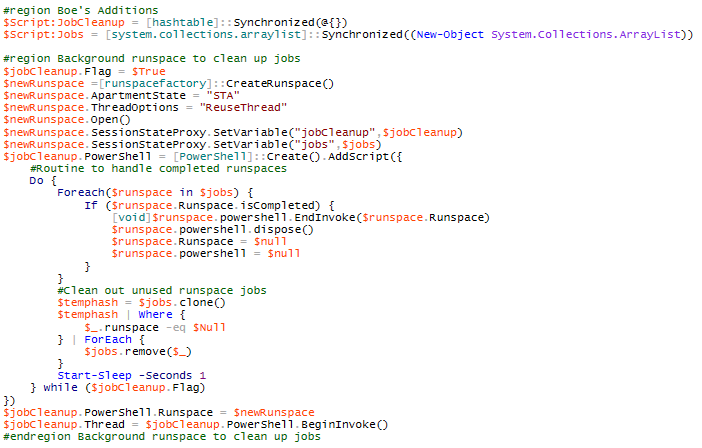 #region Boe's Additions
$Script:JobCleanup = [hashtable]::Synchronized(@{})
$Script:Jobs = [system.collections.arraylist]::Synchronized((New-Object System.Collections.ArrayList))

#region Background runspace to clean up jobs
$jobCleanup.Flag = $True
$newRunspace =[runspacefactory]::CreateRunspace()
$newRunspace.ApartmentState = "STA"
$newRunspace.ThreadOptions = "ReuseThread"
$newRunspace.Open()
$newRunspace.SessionStateProxy.SetVariable("jobCleanup",$jobCleanup)
$newRunspace.SessionStateProxy.SetVariable("jobs",$jobs)
$jobCleanup.PowerShell = [PowerShell]::Create().AddScript({
    #Routine to handle completed runspaces
    Do {
        Foreach($runspace in $jobs) {
            If ($runspace.Runspace.isCompleted) {
                [void]$runspace.powershell.EndInvoke($runspace.Runspace)
                $runspace.powershell.dispose()
                $runspace.Runspace = $null
                $runspace.powershell = $null
            }
        }
        #Clean out unused runspace jobs
        $temphash = $jobs.clone()
        $temphash | Where {
            $_.runspace -eq $Null
        } | ForEach {
            $jobs.remove($_)
        }
        Start-Sleep -Seconds 1
    } while ($jobCleanup.Flag)
})
$jobCleanup.PowerShell.Runspace = $newRunspace
$jobCleanup.Thread = $jobCleanup.PowerShell.BeginInvoke()
#endregion Background runspace to clean up jobs